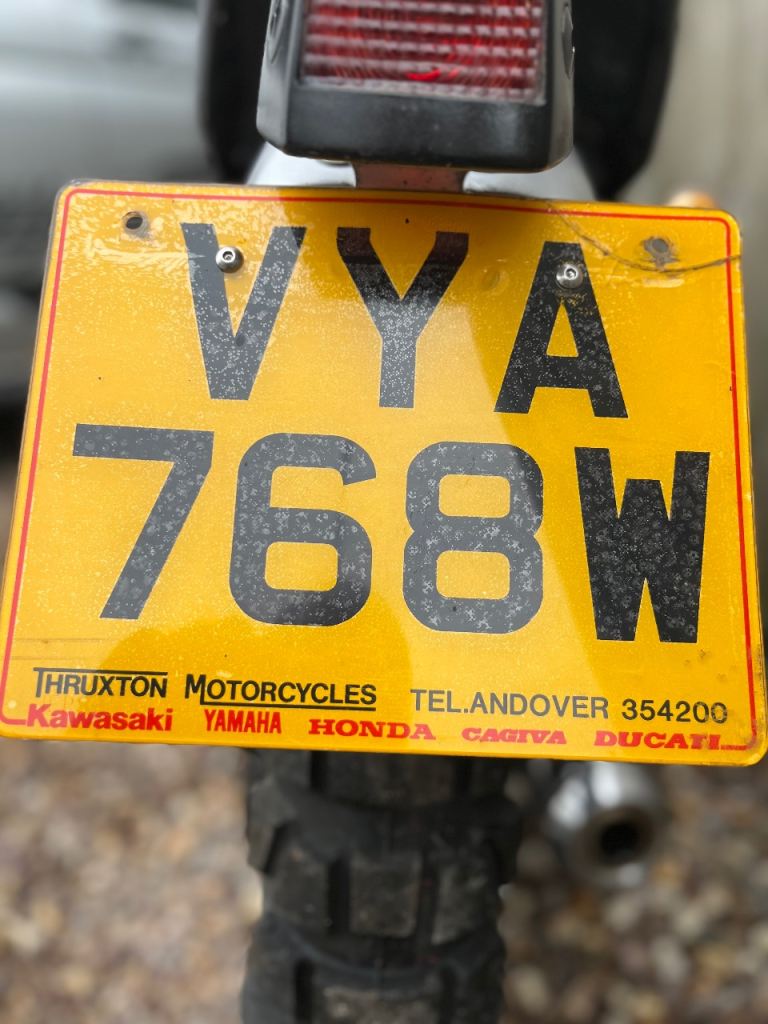 VYA
768W
THRUXTON MOTORCYCLES TEL.ANDOVER 354200
Kawasaki YAMAHA HONDA CAGIVA DUCATI